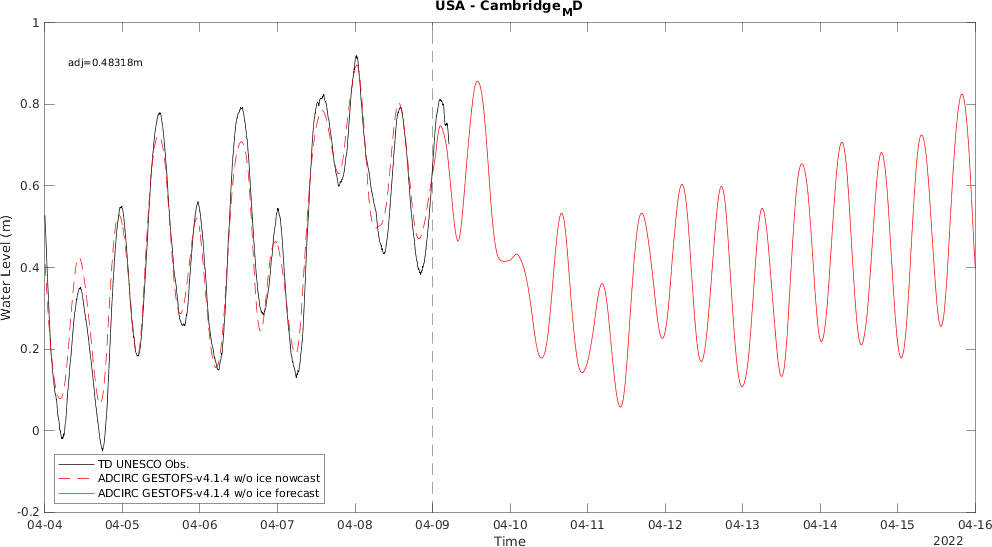 USA - Cambridge_MD
adj=0.48318m
Water Level (m)
1
0.8
0.6
0.4
0.2
0
-0.2
TD UNESCO Obs.
ADCIRC GESTOFS-v4.1.4 w/o ice nowcast
ADCIRC GESTOFS-v4.1.4 w/o ice forecast
04-04 04-05 04-06 04-07 04-08 04-09 04-10 04-11 04-12 04-13 04-14 04-15 04-16
Time
2022